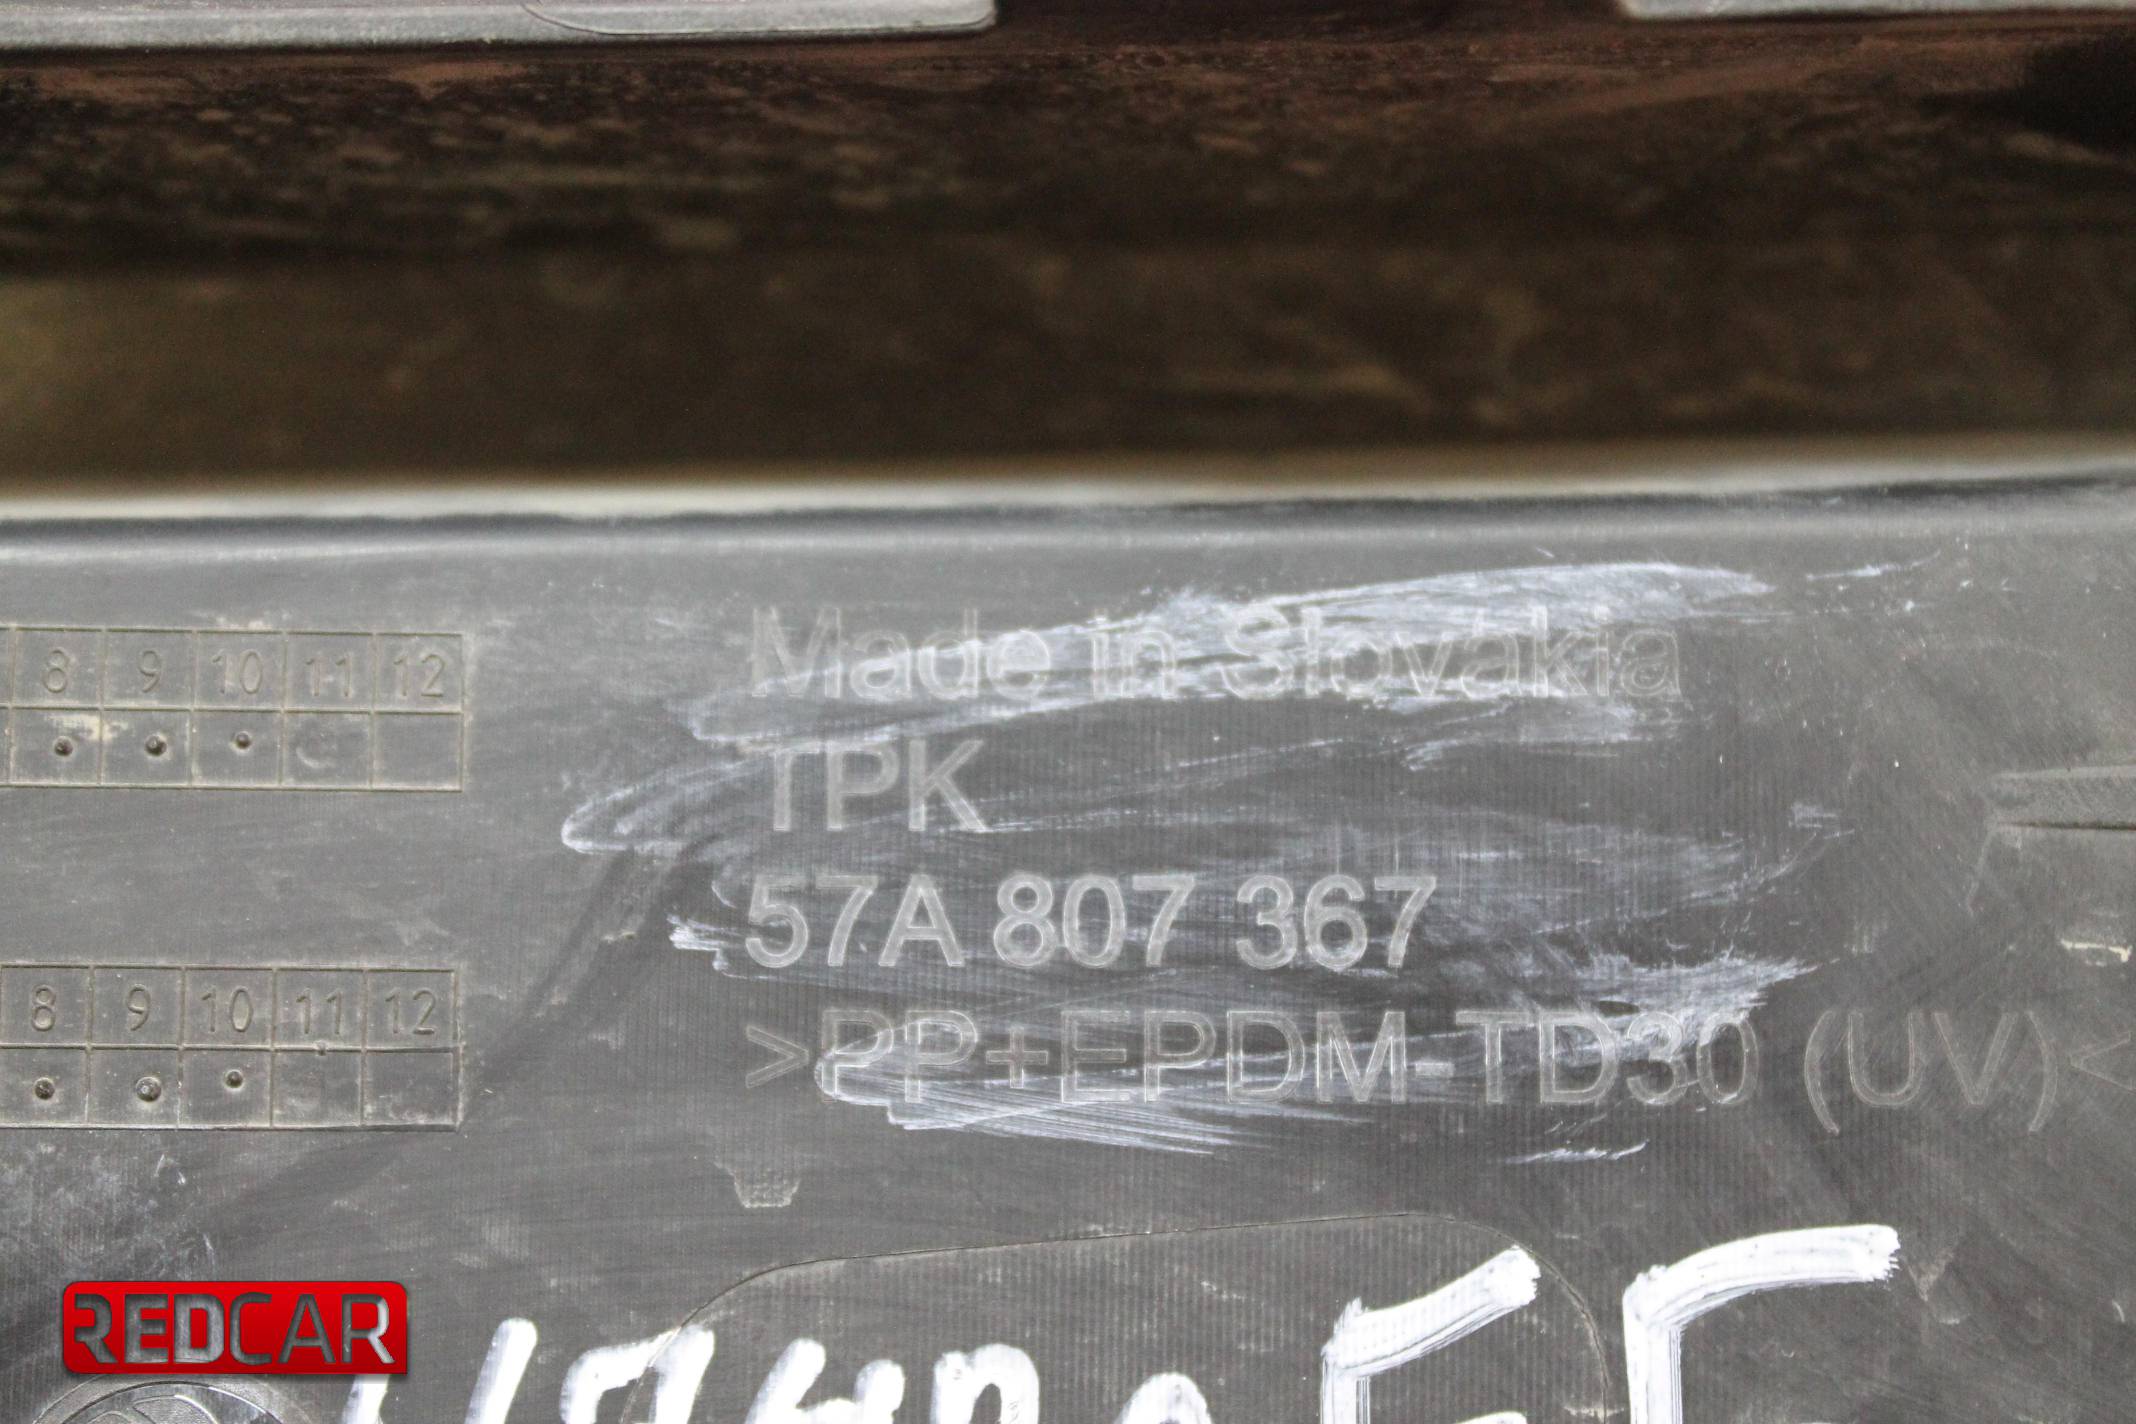 Made in Slovakia
TPK
57A 807 367
>PP+EPDM-TD30 (UV)<
8 9 10 11 12
8 9 10 11 12
REDCAR